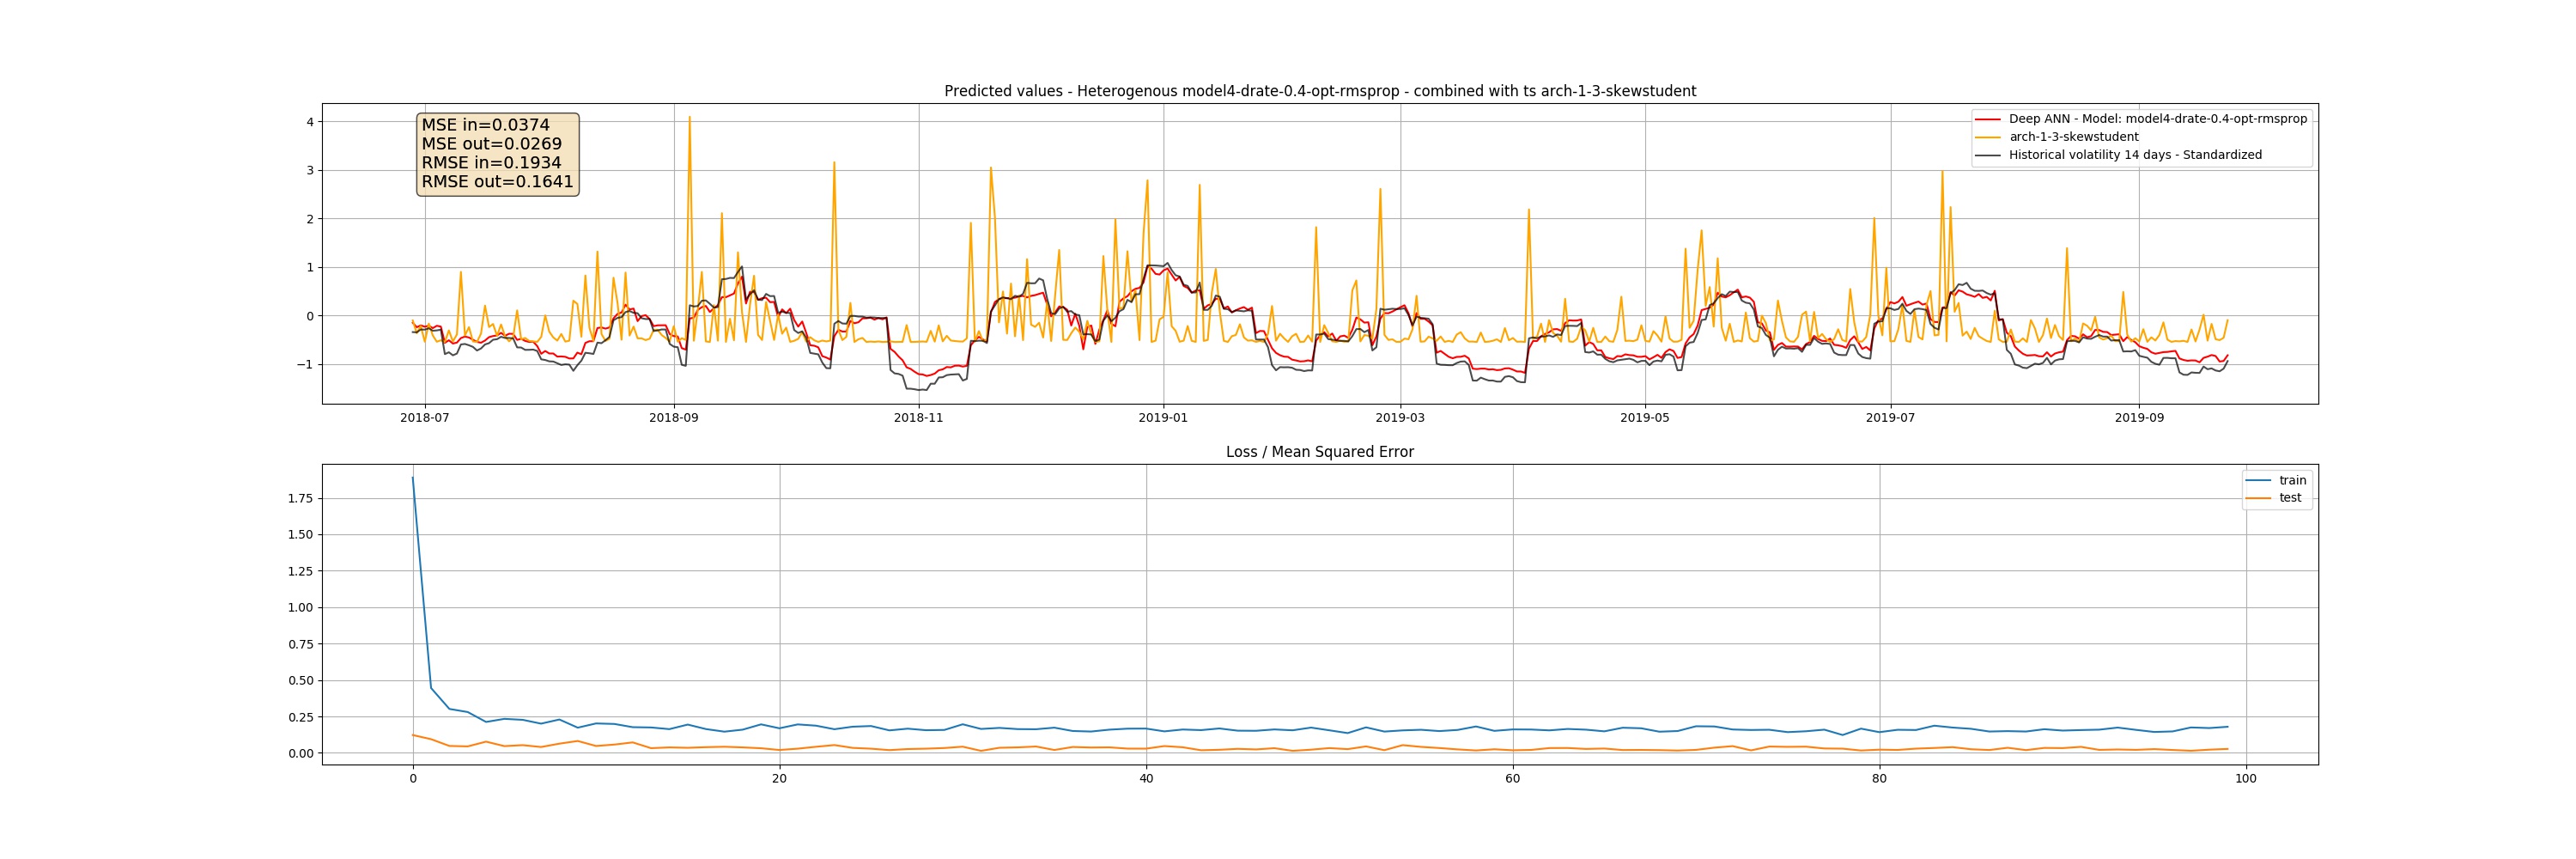 Predicted values - Heterogenous model4-drate-0.4-opt-rmsprop - combined with ts arch-1-3-skewstudent
MSE in=0.0374
MSE out=0.0269
RMSE in=0.1934
RMSE out=0.1641
Deep ANN - Model: model4-drate-0.4-opt-rmsprop
arch-1-3-skewstudent
Historical volatility 14 days - Standardized
4
3
2
1
0
−1
2018-07 2018-09 2018-11 2019-01 2019-03 2019-05 2019-07 2019-09
Loss / Mean Squared Error
train
test
1.75
1.50
1.25
1.00
0.75
0.50
0.25
0.00
0 20 40 60 80 100